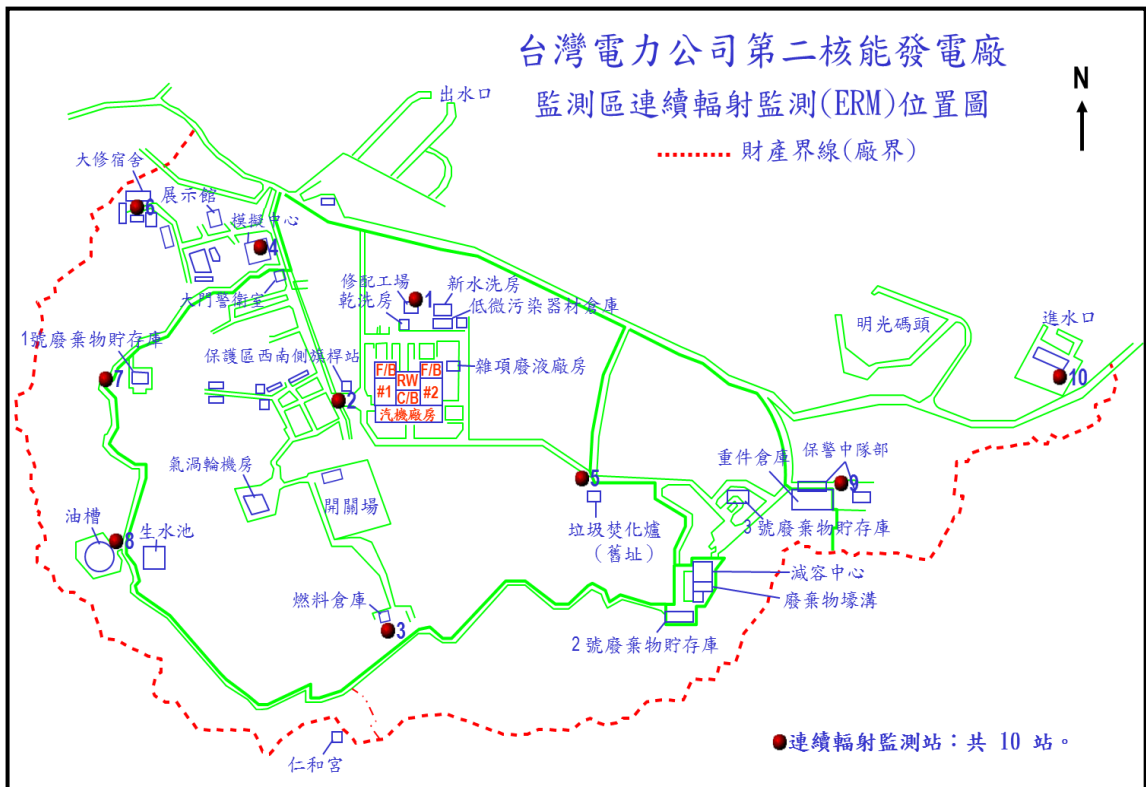 台灣電力公司第二核能發電廠
監測區連續輻射監測(ERM)位置圖
財產界線(廠界)
N
出水口
大修宿舍
6
展示館
模擬中心
4
大門警衛室
修配工場
1
新水洗房
乾洗房
低微污染器材倉庫
明光碼頭
進水口
10
1號廢棄物貯存庫
7
保護區西南側旗桿站
2
F/B
F/B
RW
#1
#2
C/B
汽機廠房
雜項廢液廠房
氣渦輪機房
開關場
5
垃圾焚化爐
(舊址)
重件倉庫
保警中隊部
9
3號廢棄物貯存庫
油槽
8
生水池
減容中心
廢棄物壕溝
2號廢棄物貯存庫
燃料倉庫
3
仁和宮
連續輻射監測站：共 10 站。